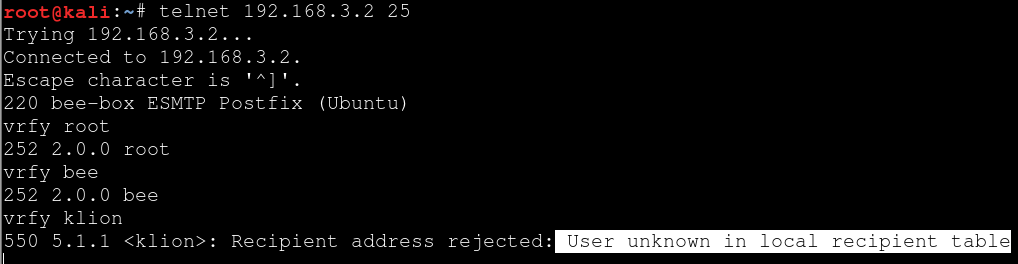 root@kali:~# telnet 192.168.3.2 25
Trying 192.168.3.2...
Connected to 192.168.3.2.
Escape character is '^]'.
220 bee-box ESMTP Postfix (Ubuntu)
vrfy root
252 2.0.0 root
vrfy bee
252 2.0.0 bee
vrfy klion
550 5.1.1 <klion>: Recipient address rejected: User unknown in local recipient table